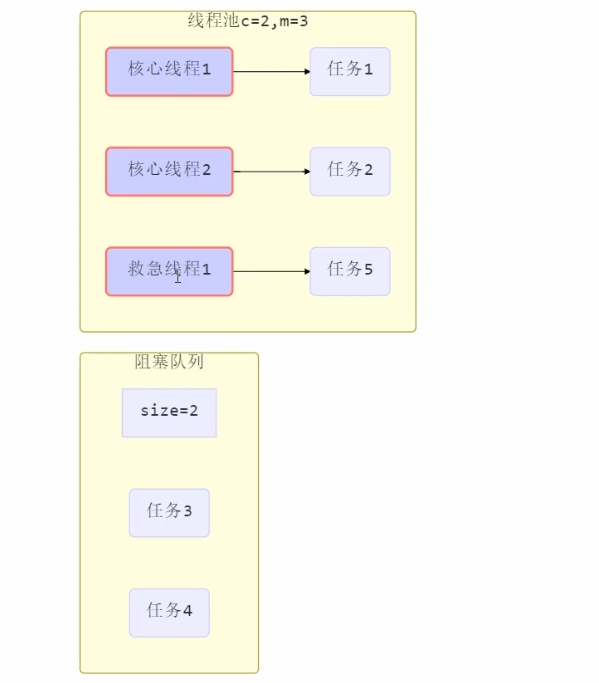 线程池c=2,m=3
核心线程1
任务1
核心线程2
任务2
救急线程1
任务5
阻塞队列
size=2
任务3
任务4